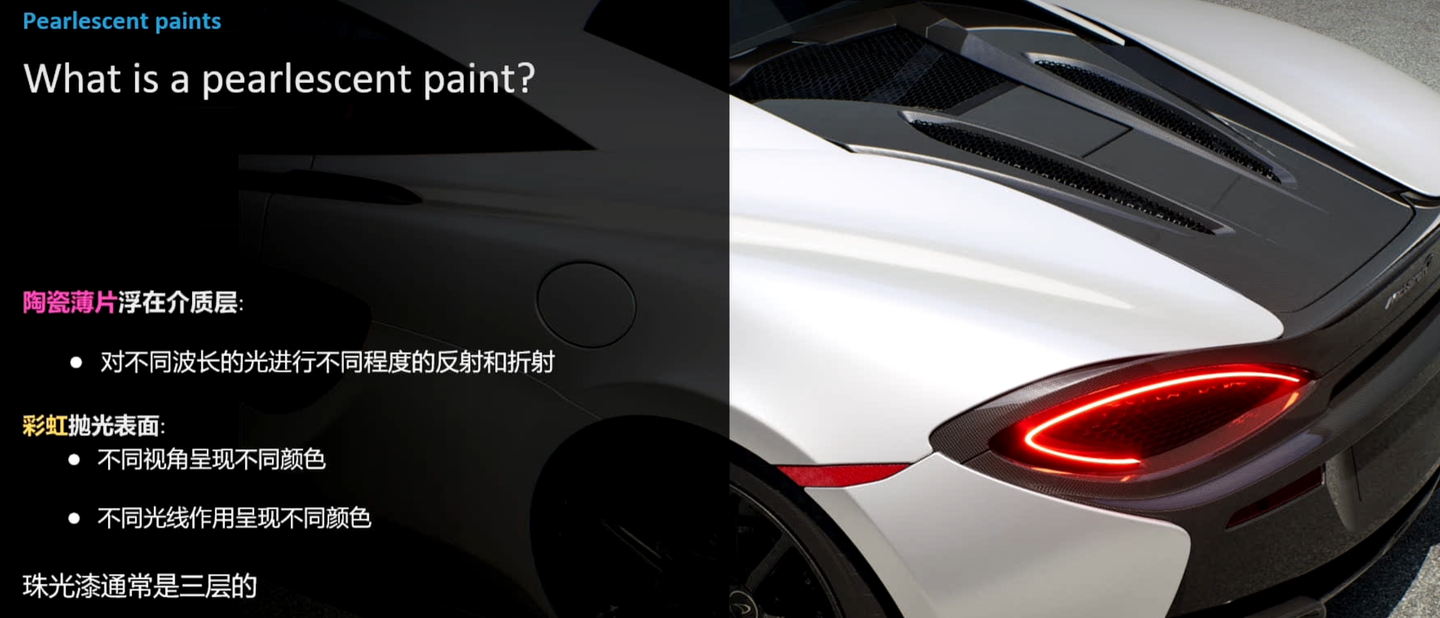 Pearlescent paints
What is a pearlescent paint?
陶瓷薄片浮在介质层:
● 对不同波长的光进行不同程度的反射和折射
彩虹抛光表面:
● 不同视角呈现不同颜色
● 不同光线作用呈现不同颜色
珠光漆通常是三层的